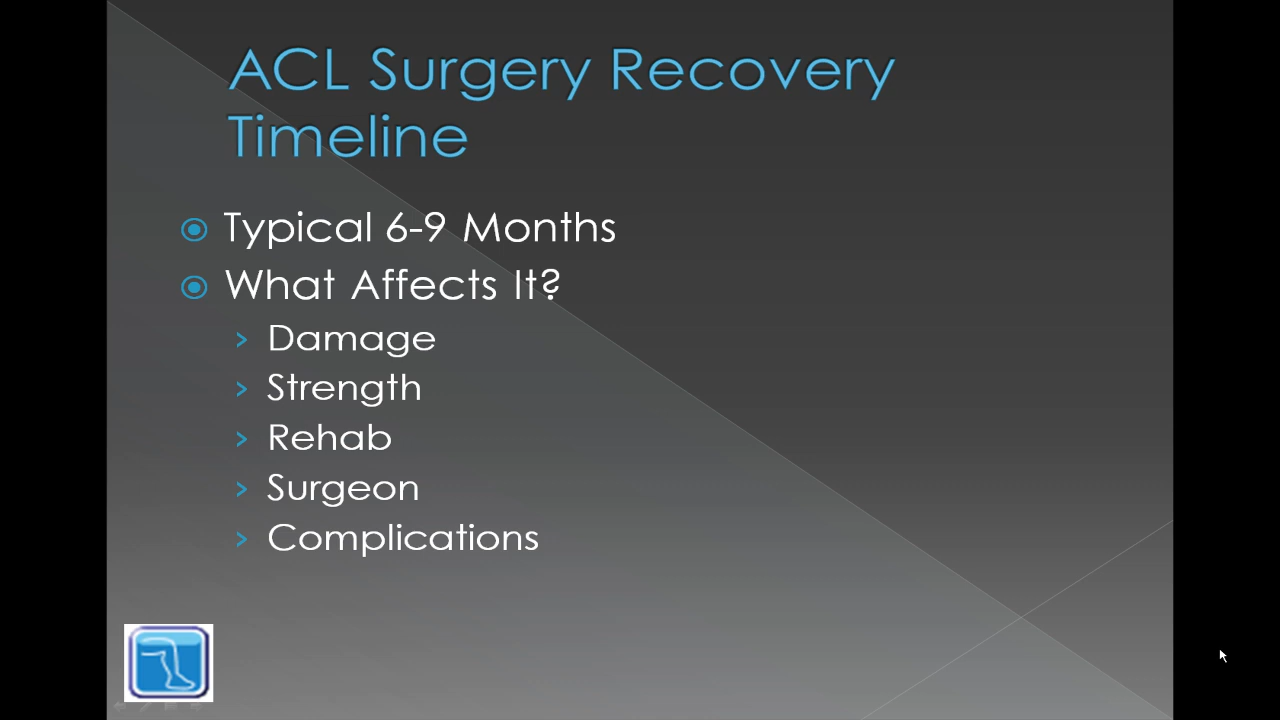 ACL Surgery Recovery
Timeline
Typical 6-9 Months
What Affects It?
Damage
Strength
Rehab
Surgeon
Complications